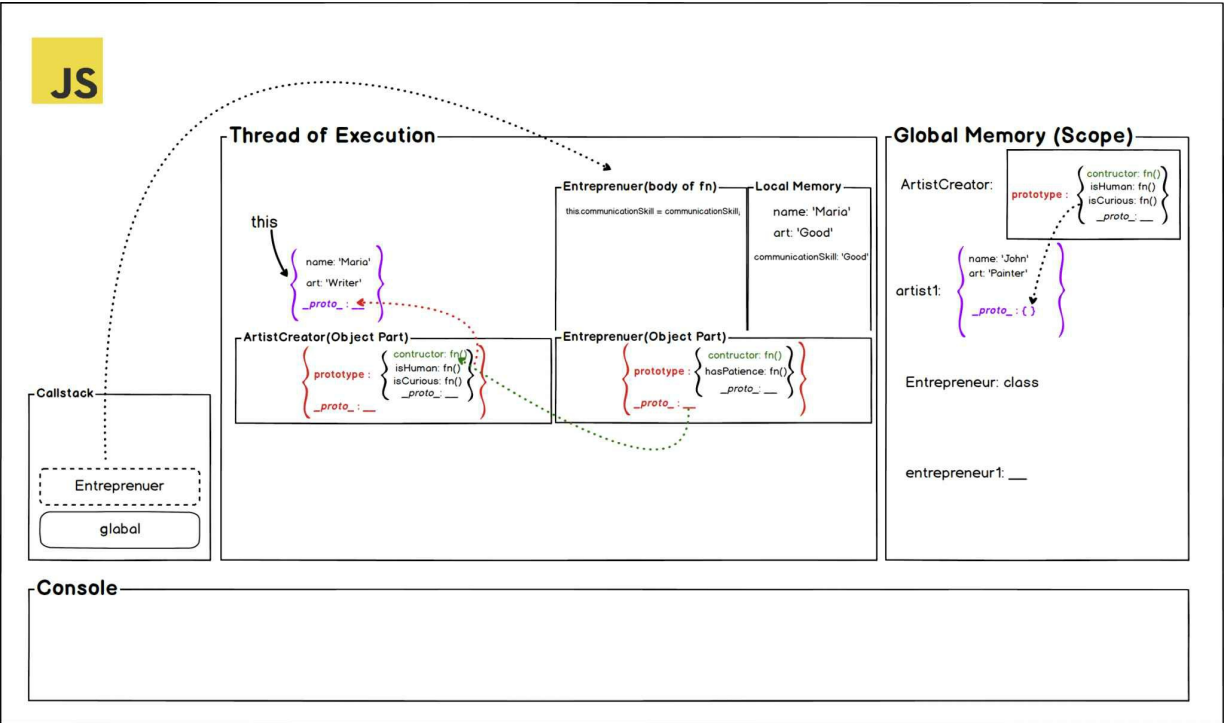 JS
Thread of Execution
Entreprenuer(body of fn)
this.communicationSkill = communicationSkill;
Local Memory
name: 'Maria'
art: 'Good'
communicationSkill: 'Good'
this
name: 'Maria'
art: 'Writer'
_proto_ : __
ArtistCreator(Object Part)
prototype :
contructor: fn()
isHuman: fn()
isCurious: fn()
_proto_: __
_proto_ : __
Entreprenuer(Object Part)
prototype :
contructor: fn()
hasPatience: fn()
_proto_: __
_proto_ : __
Global Memory (Scope)
ArtistCreator:
prototype :
contructor: fn()
isHuman: fn()
isCurious: fn()
_proto_: __
artist1:
name: 'John'
art: 'Painter'
_proto_ : { }
Entrepreneur: class
entrepreneur1: __
Callstack
Entreprenuer
glabal
Console